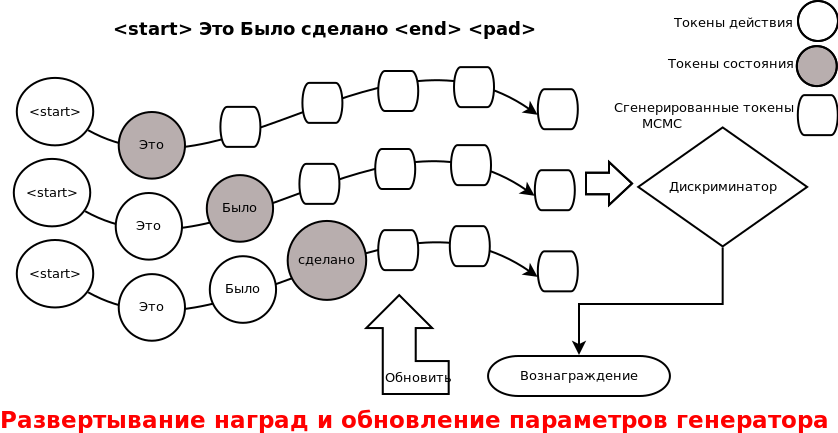 <start> Это Было сделано <end> <pad>
Токены действия
Токены состояния
Сгенерированные токены
МСМС
<start>
Это
<start>
Это
Было
<start>
Это
Было
сделано
Дискриминатор
Обновить
Вознаграждение
Развертывание наград и обновление параметров генератора